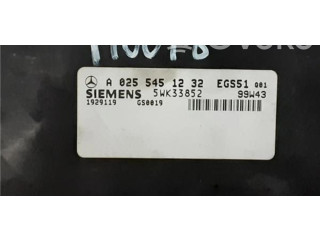 A 025 545 12 32 EGS51 001
SIEMENS 5WK33852
1929119 GS0019 99W43